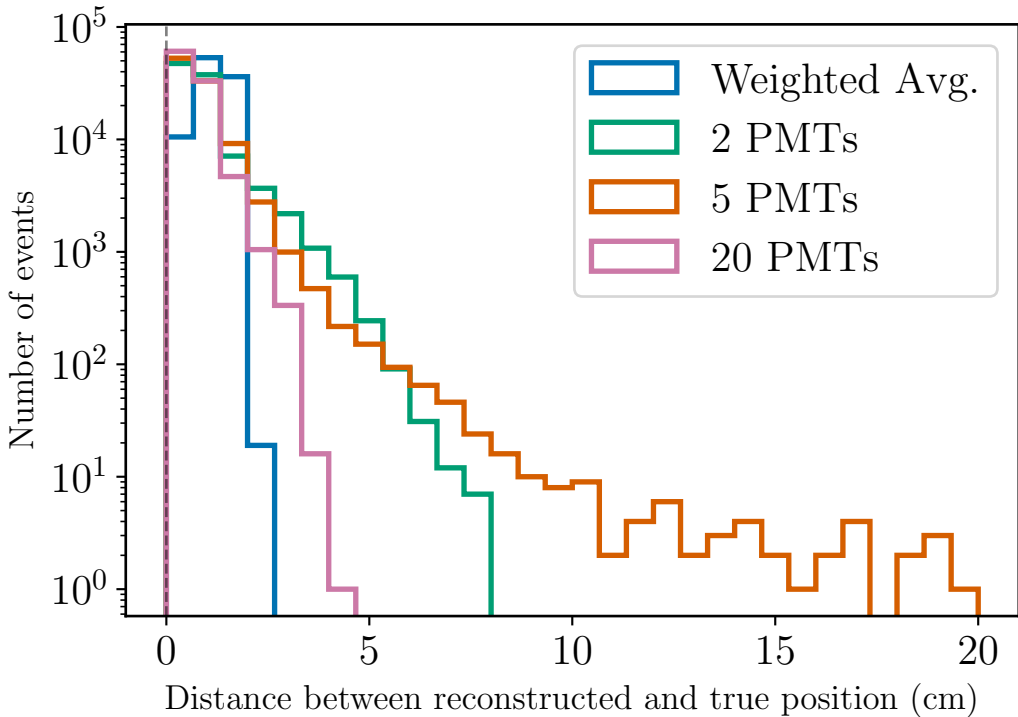 Number of events
10^5
10^4
10^3
10^2
10^1
10^0
Weighted Avg.
2 PMTs
5 PMTs
20 PMTs
0 5 10 15 20
Distance between reconstructed and true position (cm)